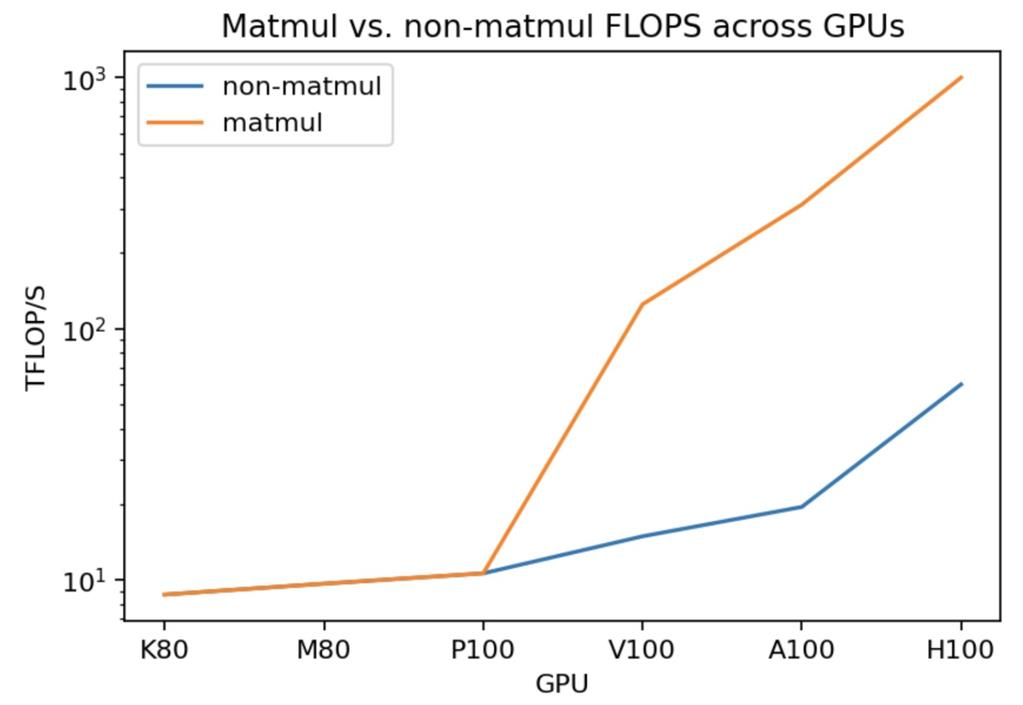 Matmul vs. non-matmul FLOPS across GPUs
non-matmul
matmul
10³
10²
10¹
TFLOP/S
K80 M80 P100 V100 A100 H100
GPU